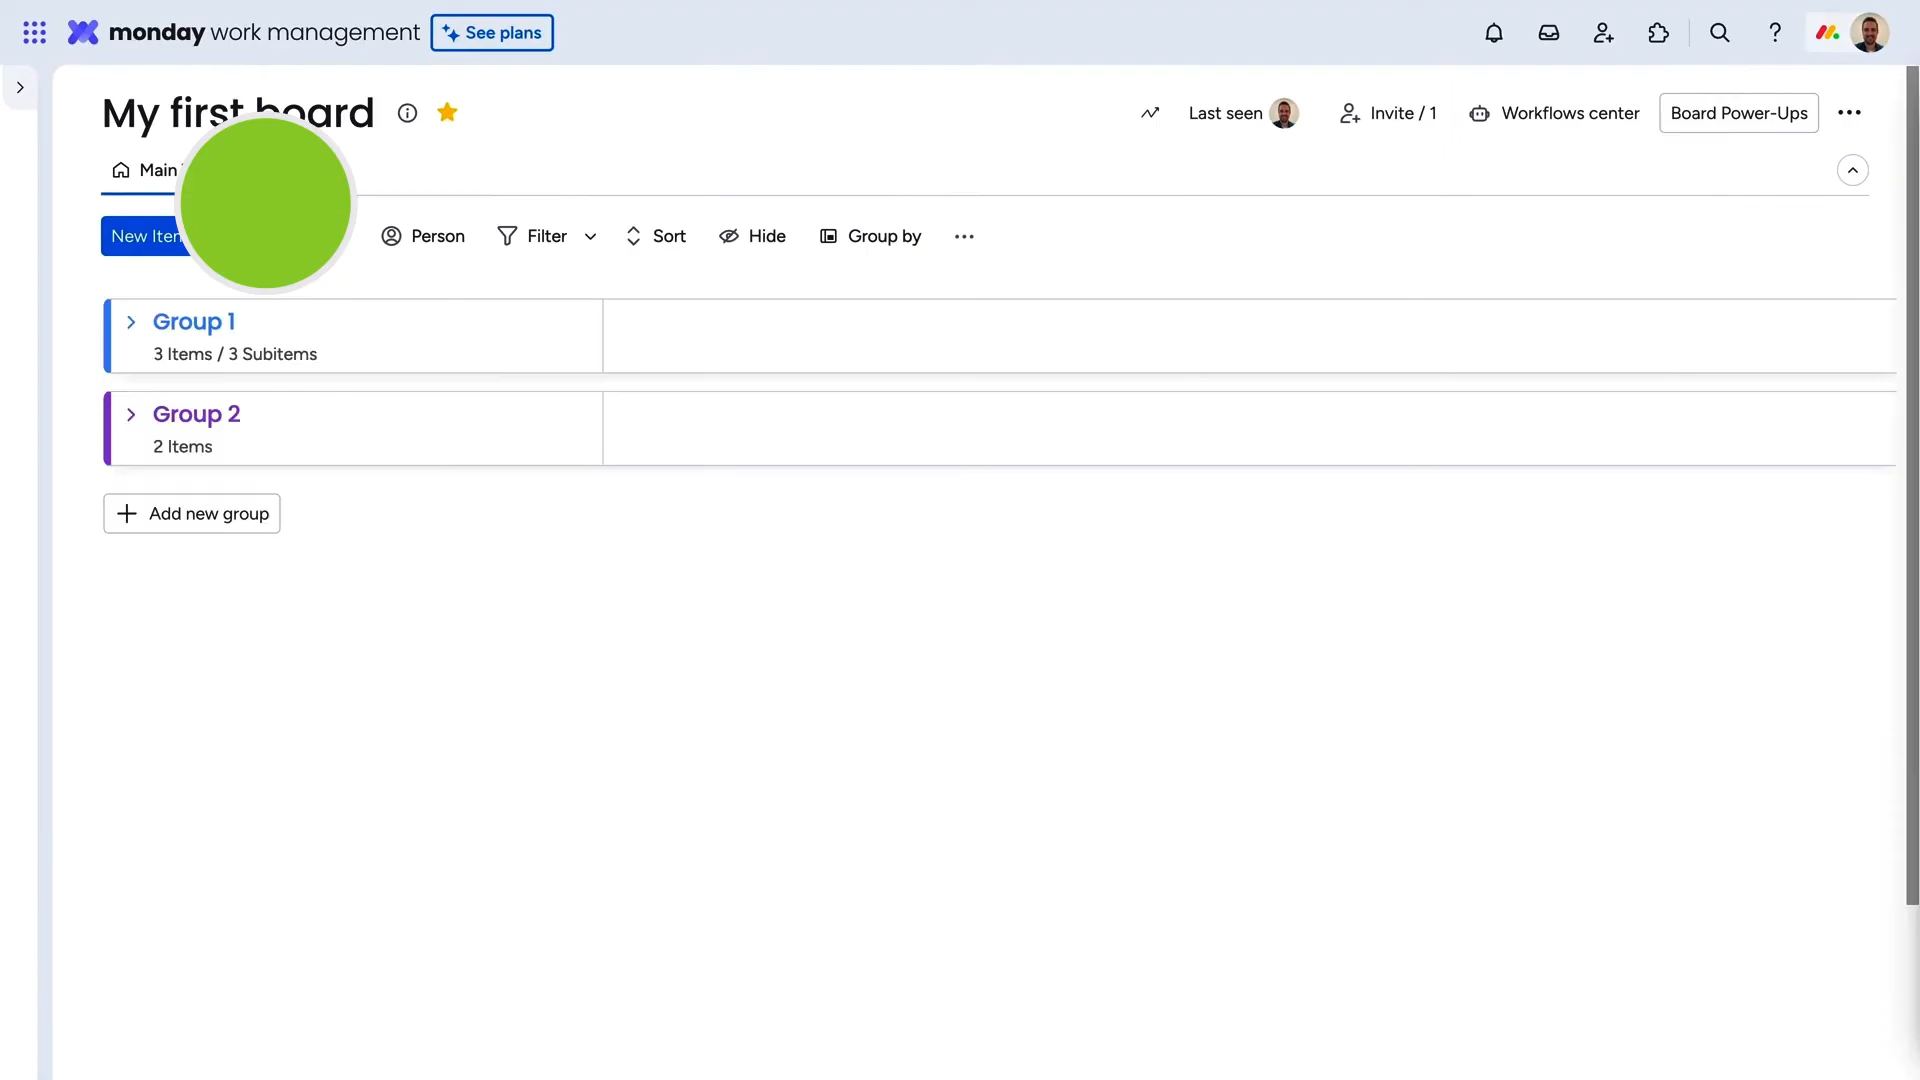 monday work management See plans
My first board
Last seen Invite / 1 Workflows center Board Power-Ups
Main
Person Filter Sort Hide Group by
New
Group 1
3 Items / 3 Subitems
Group 2
2 Items
Add new group